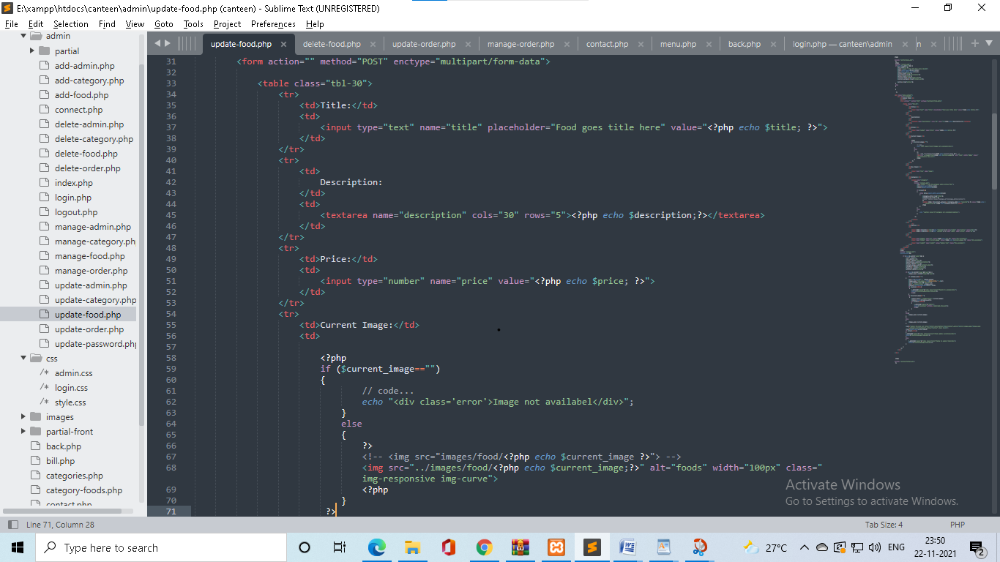 E:\xampp\htdocs\canteen\admin\update-food.php (canteen) - Sublime Text (UNREGISTERED)
File Edit Selection Find View Goto Tools Project Preferences Help
admin
partial
add-admin.php
add-category.php
add-food.php
connect.php
delete-admin.php
delete-category.php
delete-food.php
delete-order.php
index.php
login.php
logout.php
manage-admin.php
manage-category.ph
manage-food.php
manage-order.php
update-admin.php
update-category.php
update-food.php
update-order.php
update-password.php
css
/* admin.css
/* login.css
/* style.css
images
partial-front
back.php
bill.php
categories.php
category-foods.php
contact.php
update-food.php × delete-food.php × update-order.php × manage-order.php × contact.php × menu.php × back.php × login.php — canteen\admin × n ×
31 <form action="" method="POST" enctype="multipart/form-data">
32
33 <table class="tbl-30">
34 <tr>
35 <td>Title:</td>
36 <td>
37 <input type="text" name="title" placeholder="Food goes title here" value="<?php echo $title; ?>">
38 </td>
39 </tr>
40 <tr>
41 <td>
42 Description:
43 </td>
44 <td>
45 <textarea name="description" cols="30" rows="5"><?php echo $description;?></textarea>
46 </td>
47 </tr>
48 <tr>
49 <td>Price:</td>
50 <td>
51 <input type="number" name="price" value="<?php echo $price; ?>">
52 </td>
53 </tr>
54 <tr>
55 <td>Current Image:</td>
56 <td>
57
58 <?php
59 if ($current_image=="")
60 {
61 // code...
62 echo "<div class='error'>Image not availabel</div>";
63 }
64 else
65 {
66 ?>
67 <!-- <img src="images/food/<?php echo $current_image ?>"> -->
68 <img src="../images/food/<?php echo $current_image;?>" alt="foods" width="100px" class="
img-responsive img-curve">
69 <?php
70 }
71 ?>
Activate Windows
Go to Settings to activate Windows.
Line 71, Column 28 Tab Size: 4 PHP
Type here to search
27°C ENG
23:50
22-11-2021
2